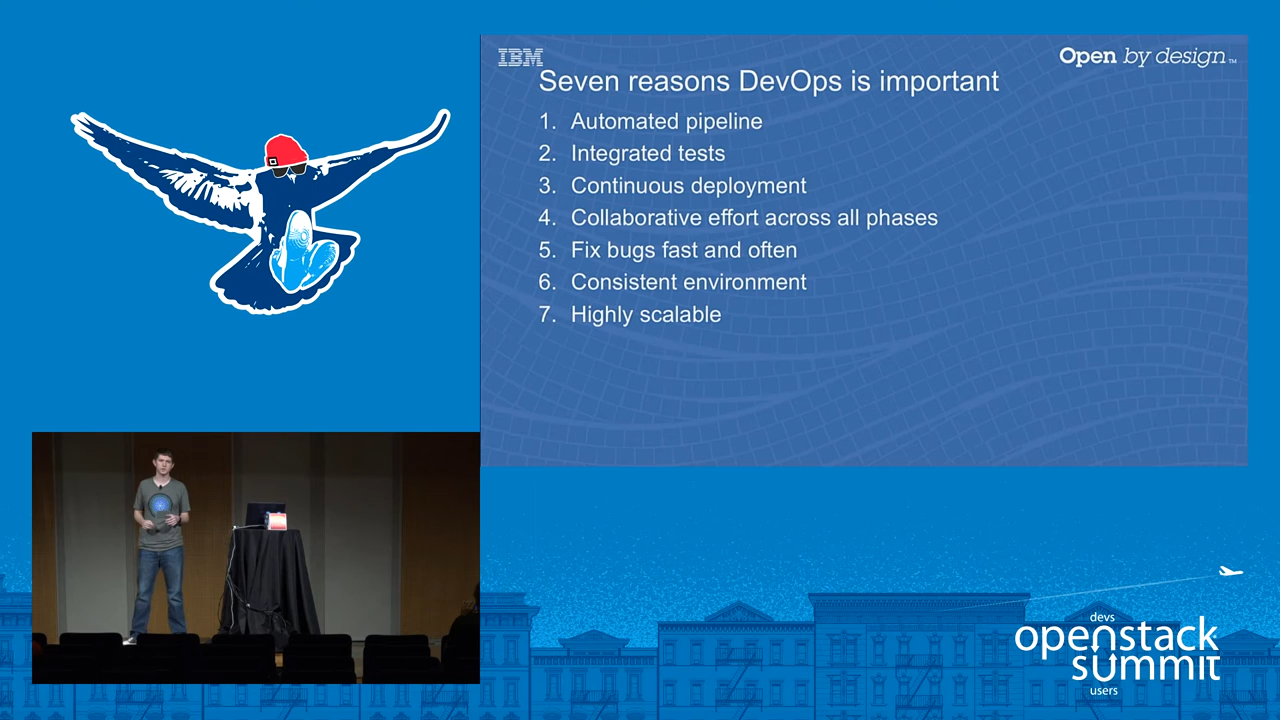 IBM
Open by design™
Seven reasons DevOps is important
1. Automated pipeline
2. Integrated tests
3. Continuous deployment
4. Collaborative effort across all phases
5. Fix bugs fast and often
6. Consistent environment
7. Highly scalable
devs
openstack
summit
users